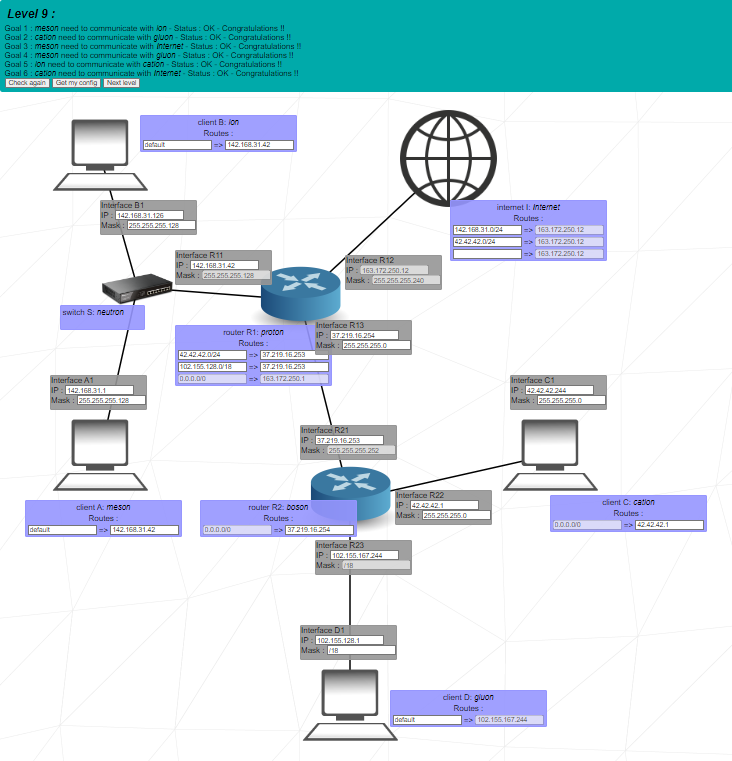 Level 9 :
Goal 1 : meson need to communicate with ion - Status : OK - Congratulations !!
Goal 2 : cation need to communicate with gluon - Status : OK - Congratulations !!
Goal 3 : meson need to communicate with Internet - Status : OK - Congratulations !!
Goal 4 : meson need to communicate with gluon - Status : OK - Congratulations !!
Goal 5 : ion need to communicate with cation - Status : OK - Congratulations !!
Goal 6 : cation need to communicate with Internet - Status : OK - Congratulations !!
Check again Get my config Next level
client B: ion
Routes :
default => 142.168.31.42
Interface B1
IP : 142.168.31.126
Mask : 255.255.255.128
internet I: Internet
Routes :
142.168.31.0/24 => 163.172.250.12
42.42.42.0/24 => 163.172.250.12
=> 163.172.250.12
Interface R11
IP : 142.168.31.42
Mask : 255.255.255.128
Interface R12
IP : 163.172.250.12
Mask : 255.255.255.240
switch S: neutron
router R1: proton
Routes :
42.42.42.0/24 => 37.219.16.253
102.155.128.0/18 => 37.219.16.253
0.0.0.0/0 => 163.172.250.1
Interface R13
IP : 37.219.16.254
Mask : 255.255.255.0
Interface A1
IP : 142.168.31.1
Mask : 255.255.255.128
Interface C1
IP : 42.42.42.244
Mask : 255.255.255.0
Interface R21
IP : 37.219.16.253
Mask : 255.255.255.252
client A: meson
Routes :
default => 142.168.31.42
router R2: boson
Routes :
0.0.0.0/0 => 37.219.16.254
Interface R22
IP : 42.42.42.1
Mask : 255.255.255.0
client C: cation
Routes :
0.0.0.0/0 => 42.42.42.1
Interface R23
IP : 102.155.167.244
Mask : /18
Interface D1
IP : 102.155.128.1
Mask : /18
client D: gluon
Routes :
default => 102.155.167.244